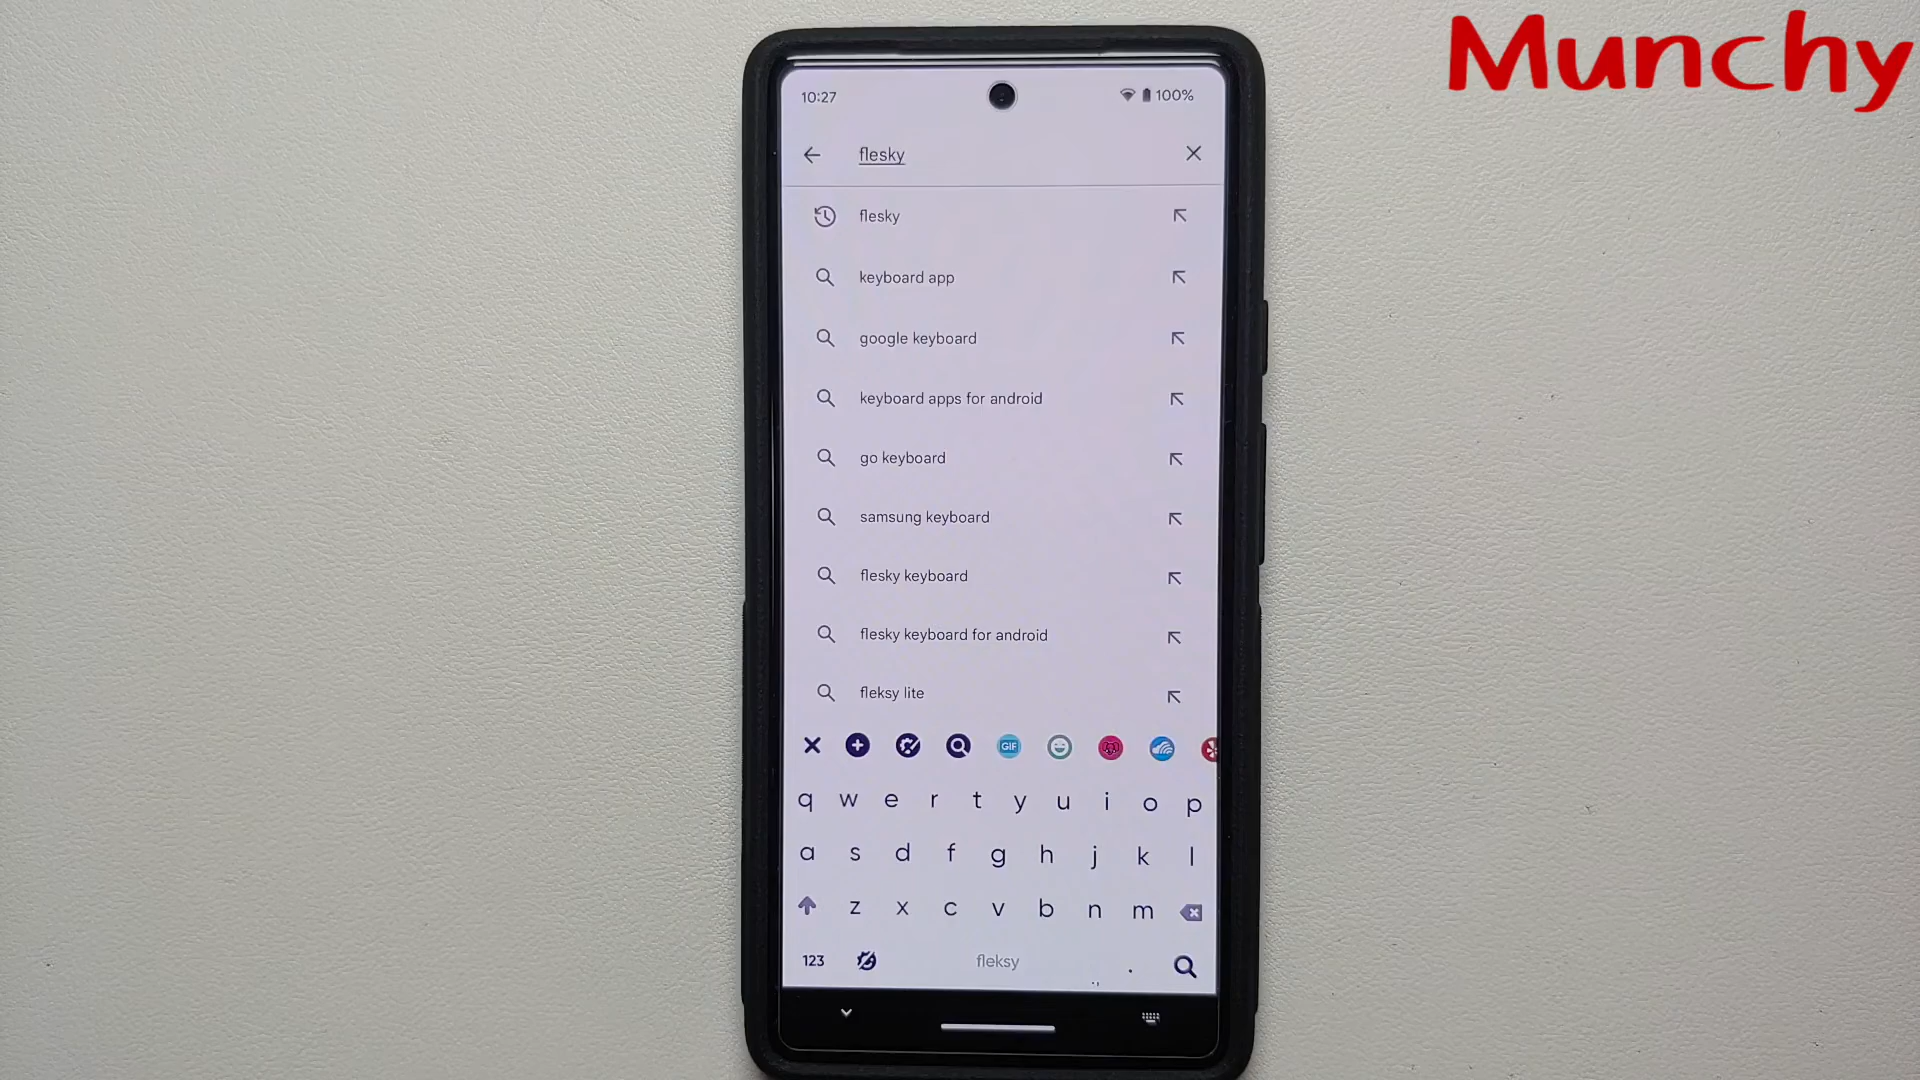 Munchy
10:27
100%
flesky
flesky
keyboard app
google keyboard
keyboard apps for android
go keyboard
samsung keyboard
flesky keyboard
flesky keyboard for android
fleksy lite
GIF
q w e r t y u i o p
a s d f g h j k l
z x c v b n m
123 fleksy .